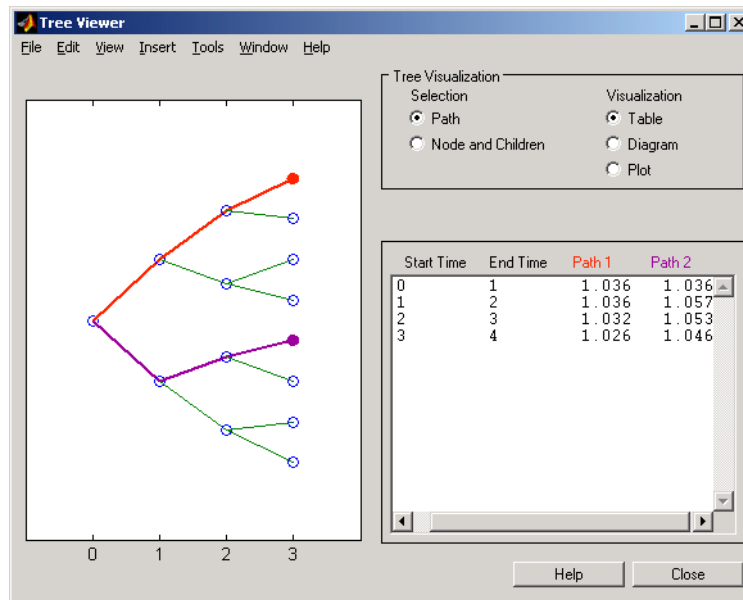 Tree Viewer
File Edit View Insert Tools Window Help
Tree Visualization
Selection Visualization
Path Table
Node and Children Diagram
Plot
Start Time End Time Path 1 Path 2
0 1 1.036 1.036
1 2 1.036 1.057
2 3 1.032 1.053
3 4 1.026 1.046
0 1 2 3
Help Close